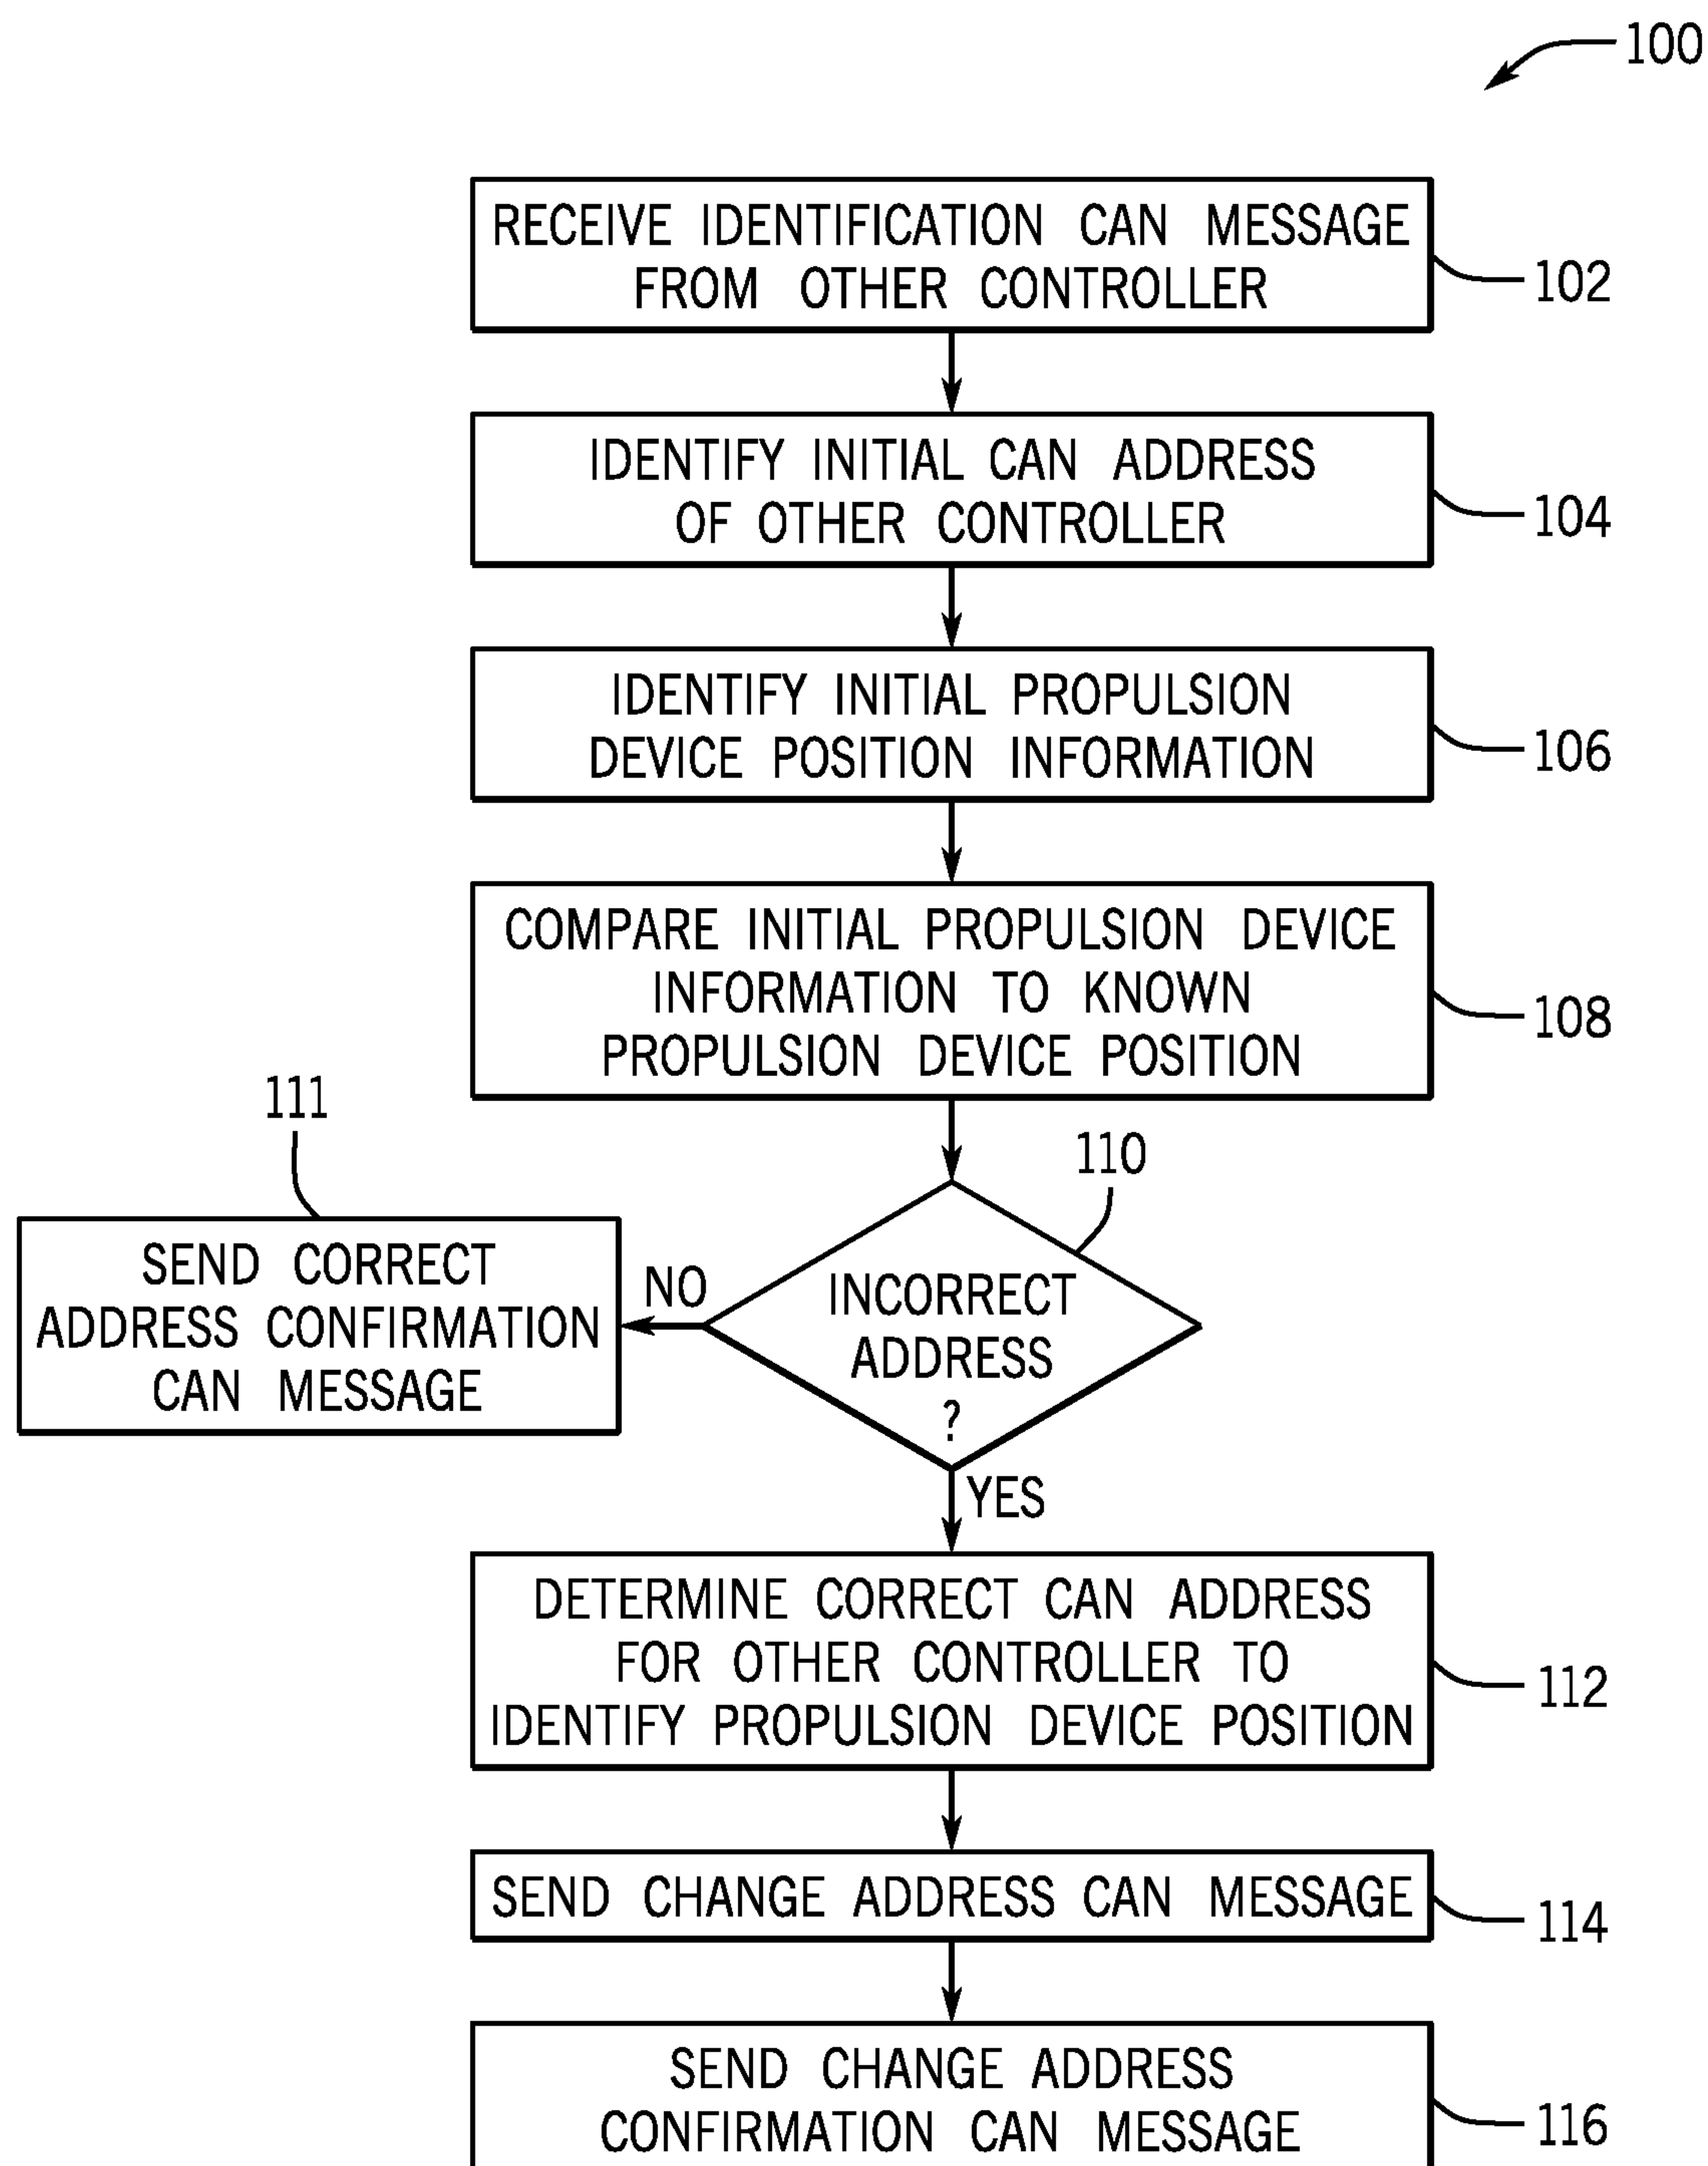 100
RECEIVE IDENTIFICATION CAN MESSAGE
FROM OTHER CONTROLLER
102
IDENTIFY INITIAL CAN ADDRESS
OF OTHER CONTROLLER
104
IDENTIFY INITIAL PROPULSION
DEVICE POSITION INFORMATION
106
COMPARE INITIAL PROPULSION DEVICE
INFORMATION TO KNOWN
PROPULSION DEVICE POSITION
108
111
110
SEND CORRECT
ADDRESS CONFIRMATION
CAN MESSAGE
NO
INCORRECT
ADDRESS
?
YES
DETERMINE CORRECT CAN ADDRESS
FOR OTHER CONTROLLER TO
IDENTIFY PROPULSION DEVICE POSITION
112
SEND CHANGE ADDRESS CAN MESSAGE
114
SEND CHANGE ADDRESS
CONFIRMATION CAN MESSAGE
116